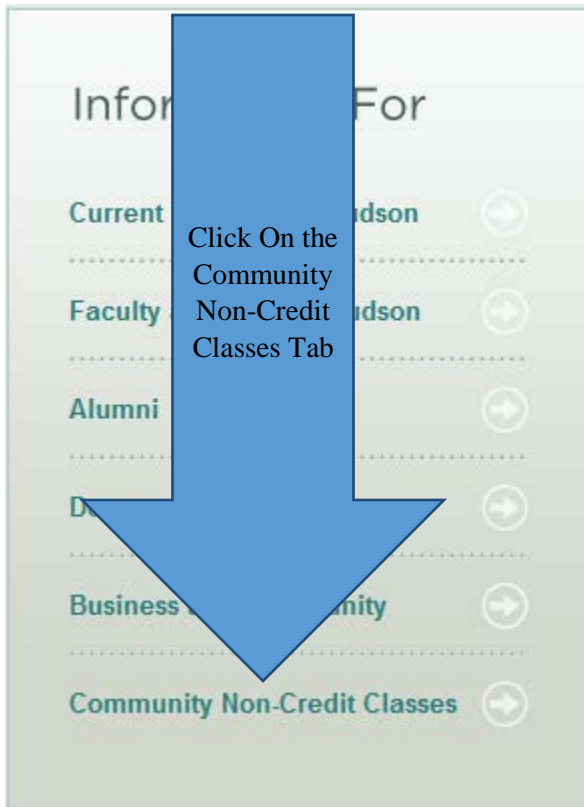 Infor For
Current udson
Click On the
Community
Non-Credit
Classes Tab
Faculty udson
Alumni
Business nity
Community Non-Credit Classes